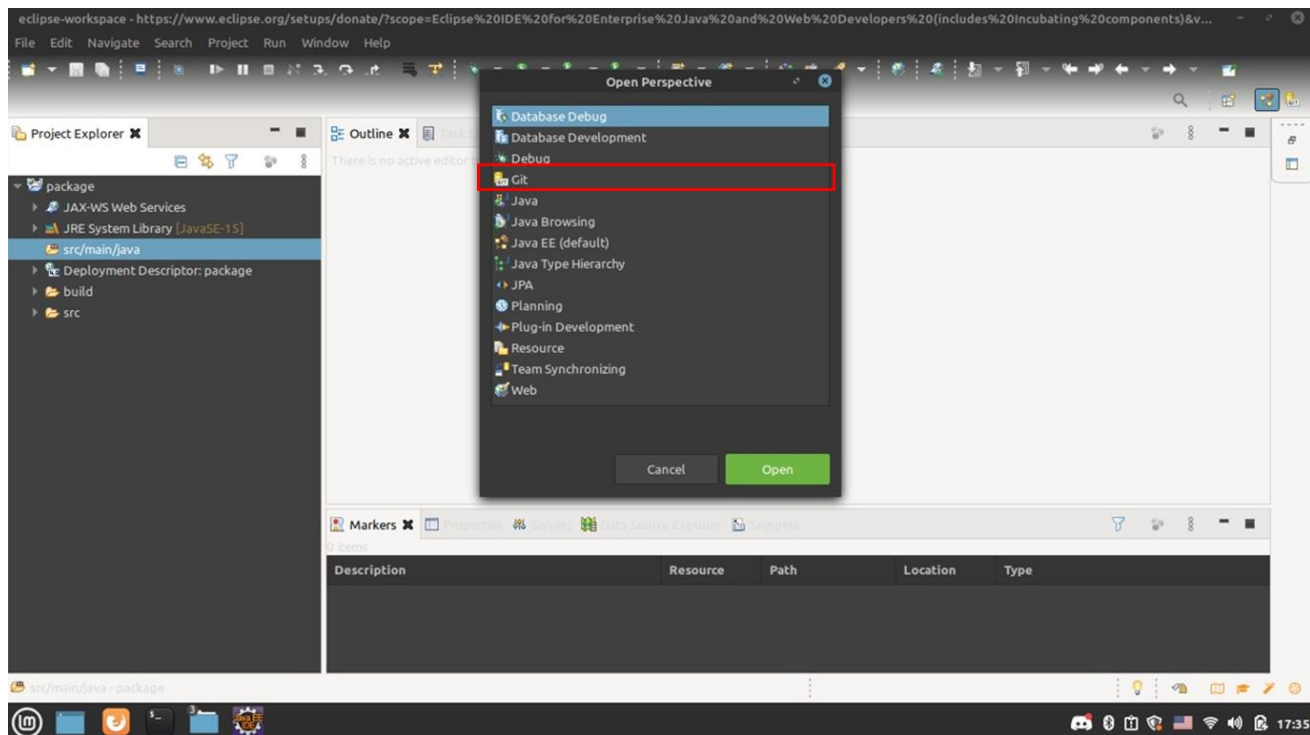 eclipse-workspace - https://www.eclipse.org/setups/donate/?scope=Eclipse%20IDE%20for%20Enterprise%20Java%20and%20Web%20Developers%20(includes%20Incubating%20components)&v...
File Edit Navigate Search Project Run Window Help
Open Perspective
Database Debug
Database Development
Debug
Git
Java
Java Browsing
Java EE (default)
Java Type Hierarchy
JPA
Planning
Plug-in Development
Resource
Team Synchronizing
Web
Cancel Open
Project Explorer
package
JAX-WS Web Services
JRE System Library [JavaSE-15]
src/main/java
Deployment Descriptor: package
build
src
Outline Task
There is no active editor
Markers Properties Servers Data Source Explorer Snippets
0 items
Description Resource Path Location Type
src/main/java - package
3
Java EE
IDE
17:35